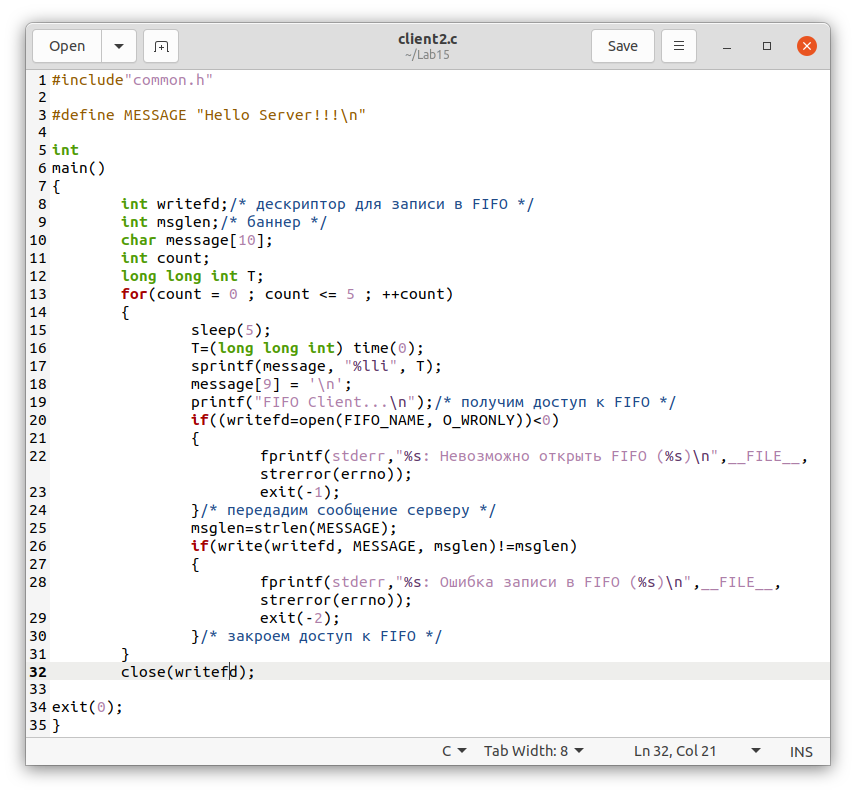 Open
client2.c
~/Lab15
Save
1 #include"common.h"
2
3 #define MESSAGE "Hello Server!!!\n"
4
5 int
6 main()
7 {
8 int writefd;/* дескриптор для записи в FIFO */
9 int msglen;/* баннер */
10 char message[10];
11 int count;
12 long long int T;
13 for(count = 0 ; count <= 5 ; ++count)
14 {
15 sleep(5);
16 T=(long long int) time(0);
17 sprintf(message, "%lli", T);
18 message[9] = '\n';
19 printf("FIFO Client...\n");/* получим доступ к FIFO */
20 if((writefd=open(FIFO_NAME, O_WRONLY))<0)
21 {
22 fprintf(stderr,"%s: Невозможно открыть FIFO (%s)\n",__FILE__,
strerror(errno));
23 exit(-1);
24 }/* передадим сообщение серверу */
25 msglen=strlen(MESSAGE);
26 if(write(writefd, MESSAGE, msglen)!=msglen)
27 {
28 fprintf(stderr,"%s: Ошибка записи в FIFO (%s)\n",__FILE__,
strerror(errno));
29 exit(-2);
30 }/* закроем доступ к FIFO */
31 }
32 close(writefd);
33
34 exit(0);
35 }
C Tab Width: 8 Ln 32, Col 21 INS